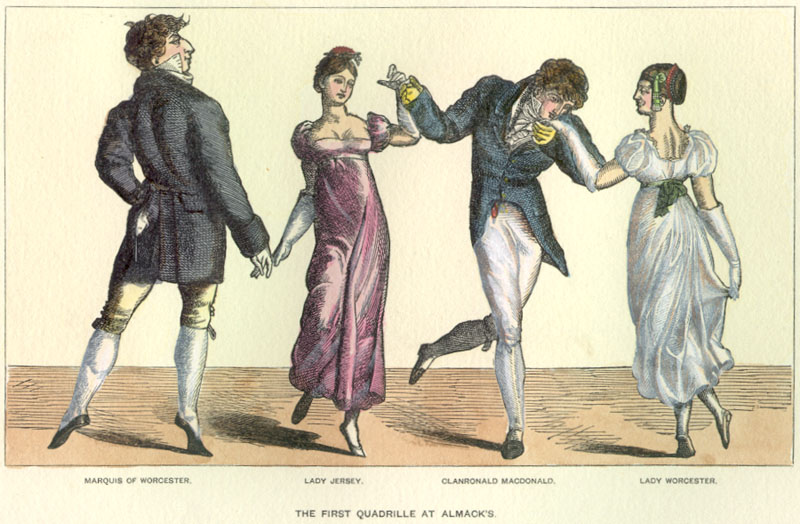 MARQUIS OF WORCESTER. LADY JERSEY. CLANRONALD MACDONALD. LADY WORCESTER.
THE FIRST QUADRILLE AT ALMACK'S.